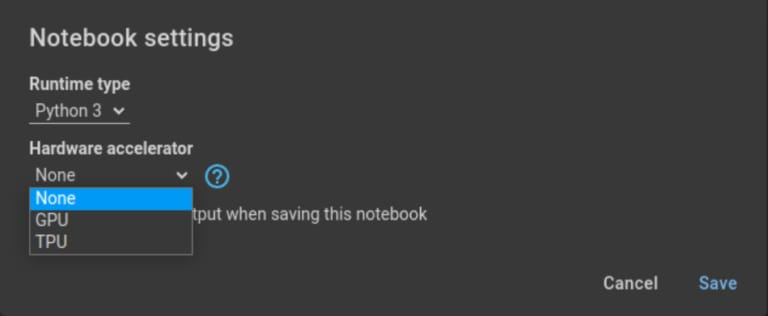 Notebook settings
Runtime type
Python 3
Hardware accelerator
None
None
GPU
tput when saving this notebook
TPU
Cancel Save